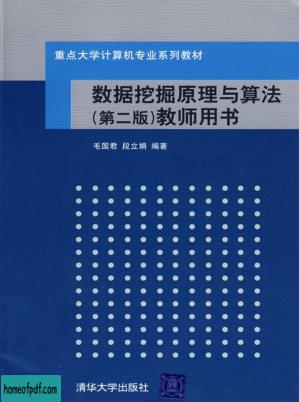 重点大学计算机专业系列教材
数据挖掘原理与算法
(第二版)教师用书
毛国君 段立娟 编著
清华大学出版社
homeofpdf.com